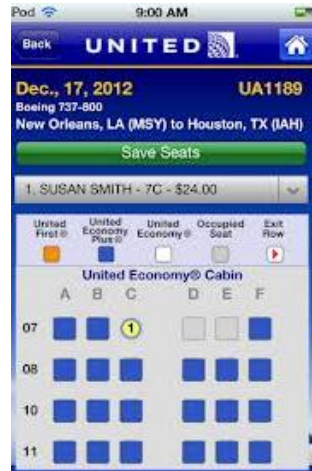 Pod 9:00 AM
Back UNITED
Dec., 17, 2012 UA1189
Boeing 737-800
New Orleans, LA (MSY) to Houston, TX (IAH)
Save Seats
1. SUSAN SMITH - 7C - $24.00
United First® United Economy Plus® United Economy® Occupied Seat Exit Row
United Economy® Cabin
A B C D E F
07 1
08
10
11